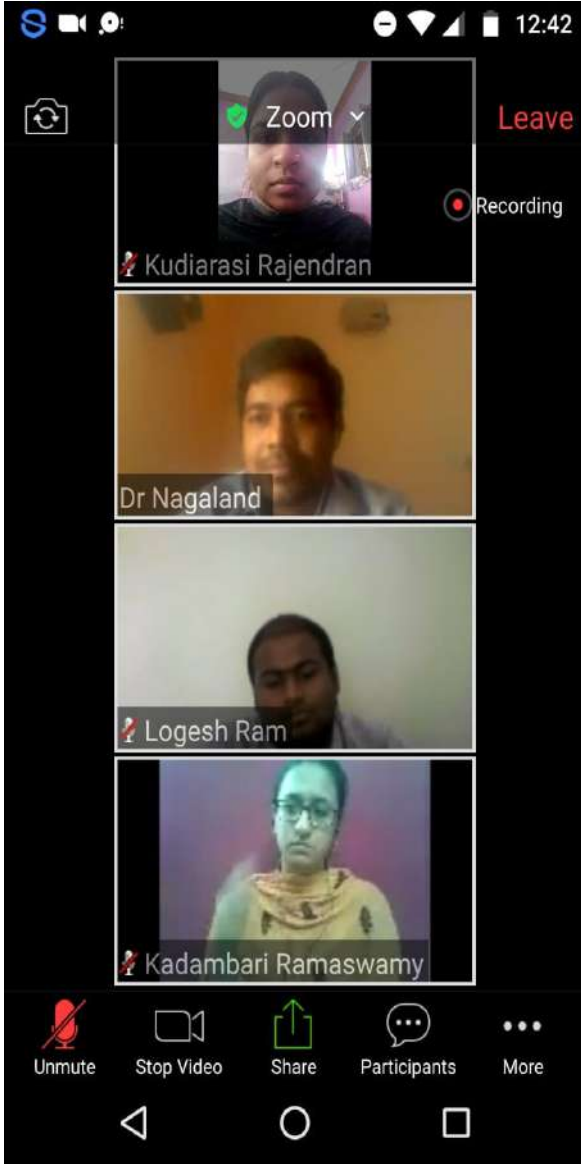 12:42
Zoom
Leave
Recording
Kudiarasi Rajendran
Dr Nagaland
Logesh Ram
Kadambari Ramaswamy
Unmute Stop Video Share Participants More